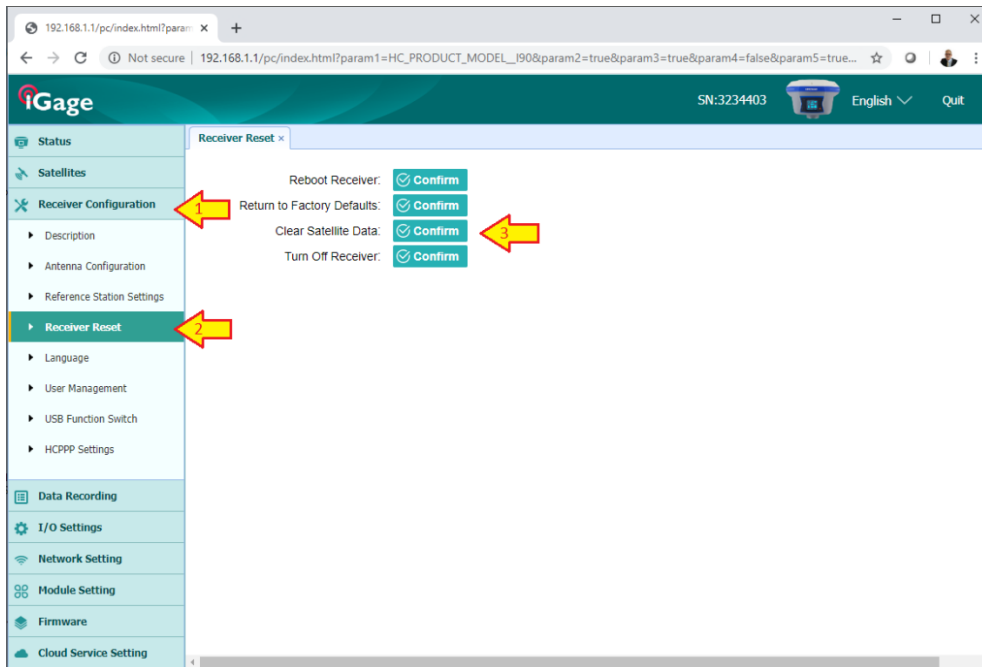 192.168.1.1/pc/index.html?param
Not secure | 192.168.1.1/pc/index.html?param1=HC_PRODUCT_MODEL__I90&param2=true&param3=true&param4=false&param5=true...
iGage
SN:3234403
English
Quit
Status
Satellites
Receiver Configuration
Description
Antenna Configuration
Reference Station Settings
Receiver Reset
Language
User Management
USB Function Switch
HCPPP Settings
Data Recording
I/O Settings
Network Setting
Module Setting
Firmware
Cloud Service Setting
Receiver Reset ×
Reboot Receiver: Confirm
Return to Factory Defaults: Confirm
Clear Satellite Data: Confirm
Turn Off Receiver: Confirm
1
2
3